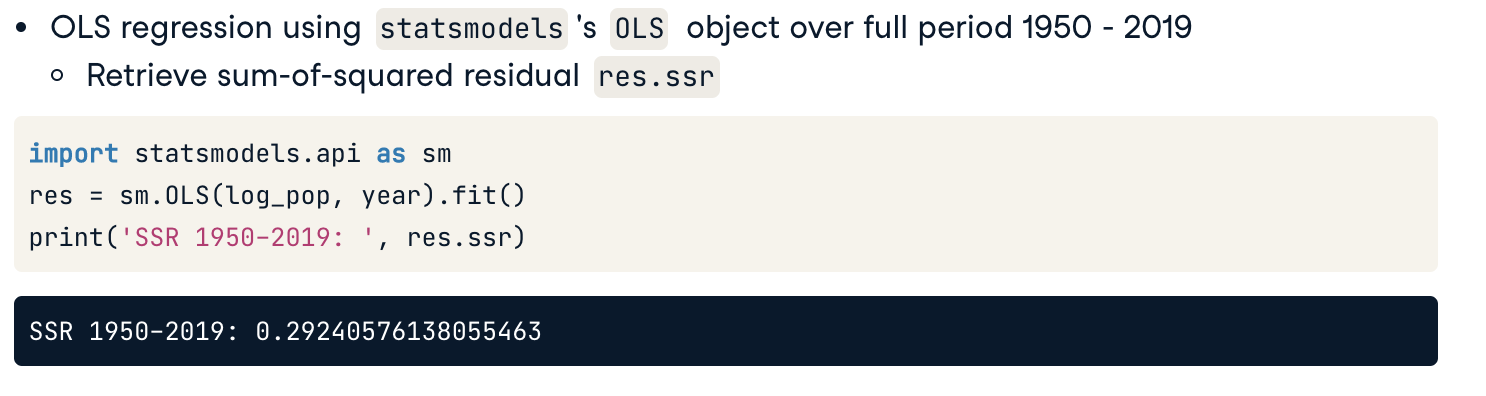 • OLS regression using statsmodels 's OLS object over full period 1950 - 2019
○ Retrieve sum-of-squared residual res.ssr
import statsmodels.api as sm
res = sm.OLS(log_pop, year).fit()
print('SSR 1950-2019: ', res.ssr)
SSR 1950-2019: 0.29240576138055463